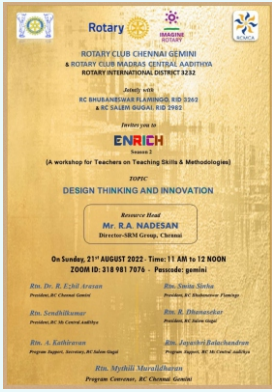 Rotary
IMAGINE
ROTARY
RCMCA
ROTARY CLUB CHENNAI GEMINI
& ROTARY CLUB MADRAS CENTRAL AADITHYA
ROTARY INTERNATIONAL DISTRICT 3232
Jointly with
RC BHUBANESWAR FLAMINGO, RID 3262
& RC SALEM GUGAI, RID 2982
Invites you to
ENRICH
Season 2
(A workshop for Teachers on Teaching Skills & Methodologies)
TOPIC
DESIGN THINKING AND INNOVATION
Resource Head
Mr. R.A. NADESAN
Director-SRM Group, Chennai
On Sunday, 21ST AUGUST 2022 - Time: 11 AM to 12 NOON
ZOOM ID: 318 981 7076 - Passcode: gemini
Rtn. Dr. R. Ezhil Aravan
President, RC Chennai Gemini
Rtn. Smita Sinha
President, RC Bhubaneswar Flamingo
Rtn. Sendhilkumar
President, RC Ms Central Aadithya
Rtn. R. Dhanasekar
President, RC Salem Gugai
Rtn. A. Kathiravan
Program Support, Secretary, RC Salem Gugai
Rtn. Jayashri Balachandran
Program Support, RC Ms Central Aadithya
Rtn. Mythili Muralidharan
Program Convenor, RC Chennai Gemini